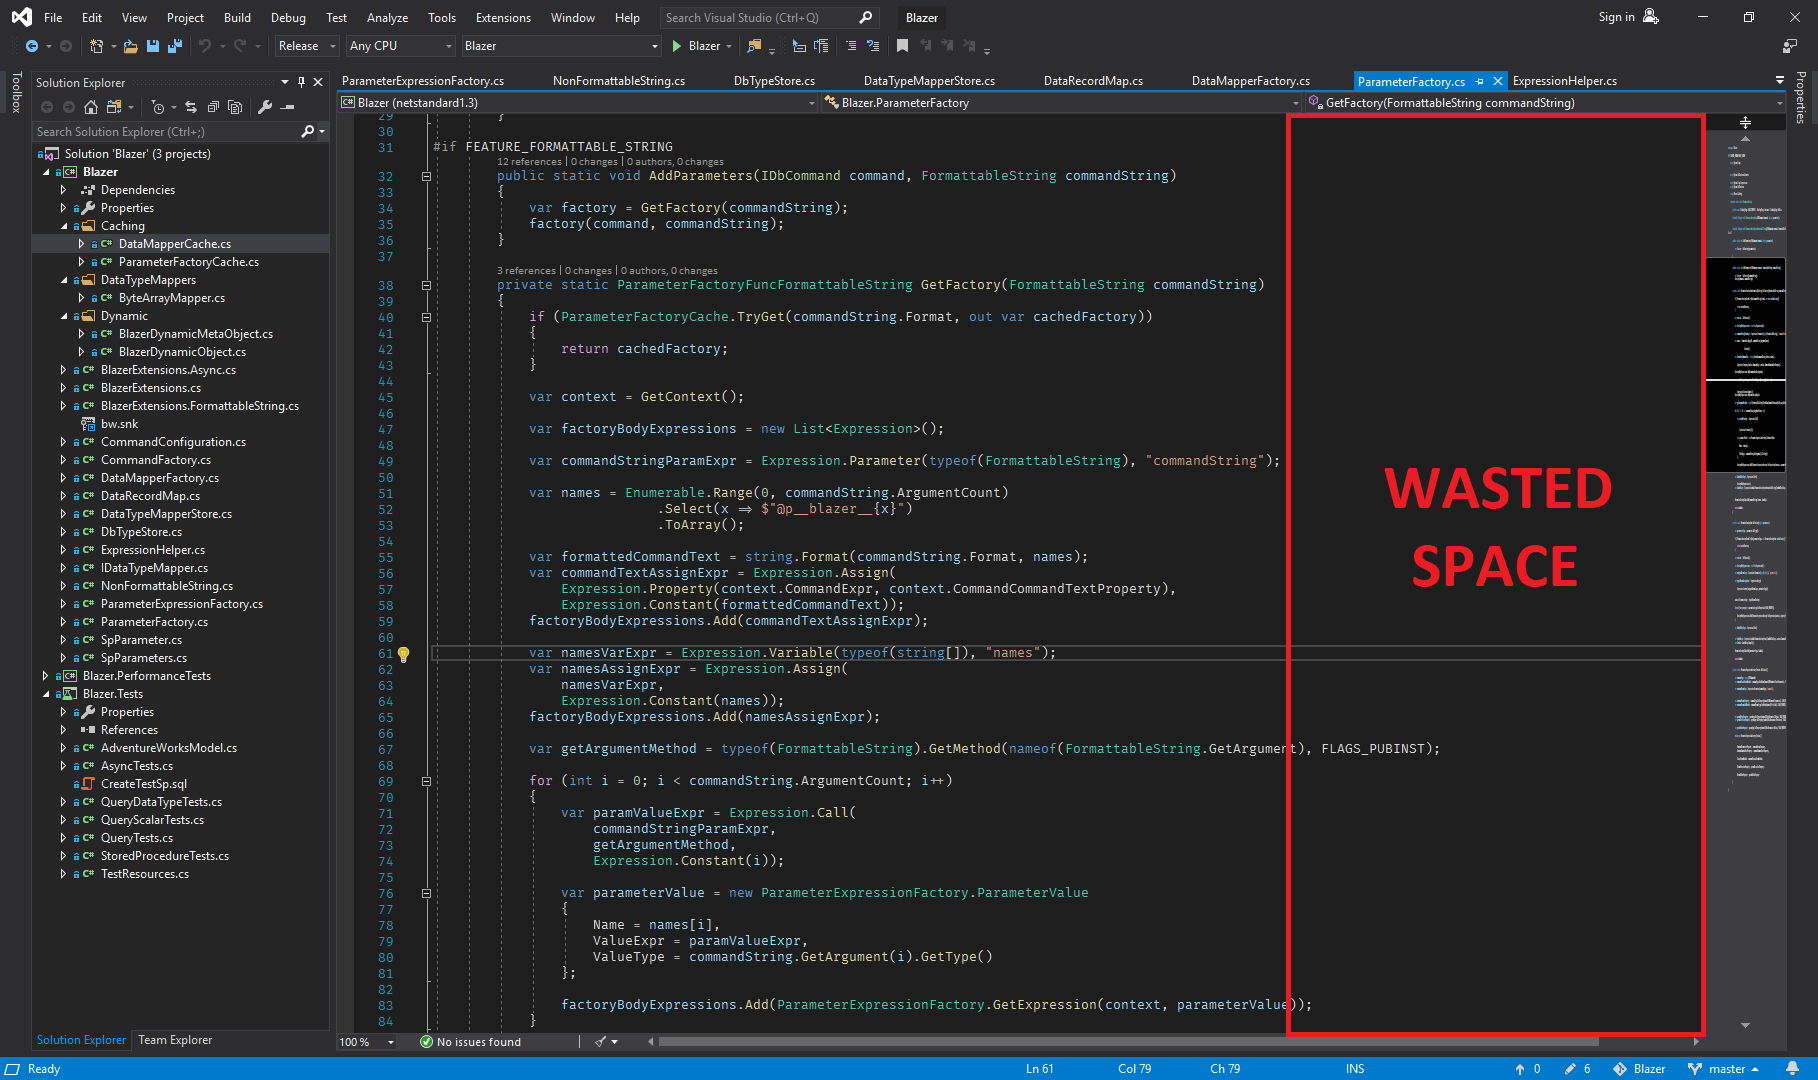 File Edit View Project Build Debug Test Analyze Tools Extensions Window Help Search Visual Studio (Ctrl+Q) Blazer Sign in
Release Any CPU Blazer Blazer
Toolbox
Solution Explorer
Search Solution Explorer (Ctrl+;)
Solution 'Blazer' (3 projects)
Blazer
Dependencies
Properties
Caching
DataMapperCache.cs
ParameterFactoryCache.cs
DataTypeMappers
ByteArrayMapper.cs
Dynamic
BlazerDynamicMetaObject.cs
BlazerDynamicObject.cs
BlazerExtensions.Async.cs
BlazerExtensions.cs
BlazerExtensions.FormattableString.cs
bw.snk
CommandConfiguration.cs
CommandFactory.cs
DataMapperFactory.cs
DataRecordMap.cs
DataTypeMapperStore.cs
DbTypeStore.cs
ExpressionHelper.cs
IDataTypeMapper.cs
NonFormattableString.cs
ParameterExpressionFactory.cs
ParameterFactory.cs
SpParameter.cs
SpParameters.cs
Blazer.PerformanceTests
Blazer.Tests
Properties
References
AdventureWorksModel.cs
AsyncTests.cs
CreateTestSp.sql
QueryDataTypeTests.cs
QueryScalarTests.cs
QueryTests.cs
StoredProcedureTests.cs
TestResources.cs
Solution Explorer Team Explorer
ParameterExpressionFactory.cs NonFormattableString.cs DbTypeStore.cs DataTypeMapperStore.cs DataRecordMap.cs DataMapperFactory.cs ParameterFactory.cs ExpressionHelper.cs
Blazer (netstandard1.3) Blazer.ParameterFactory GetFactory(FormattableString commandString)
29 }
30
31 #if FEATURE_FORMATTABLE_STRING
12 references | 0 changes | 0 authors, 0 changes
32 public static void AddParameters(IDbCommand command, FormattableString commandString)
33 {
34 var factory = GetFactory(commandString);
35 factory(command, commandString);
36 }
37
3 references | 0 changes | 0 authors, 0 changes
38 private static ParameterFactoryFuncFormattableString GetFactory(FormattableString commandString)
39 {
40 if (ParameterFactoryCache.TryGet(commandString.Format, out var cachedFactory))
41 {
42 return cachedFactory;
43 }
44
45 var context = GetContext();
46
47 var factoryBodyExpressions = new List<Expression>();
48
49 var commandStringParamExpr = Expression.Parameter(typeof(FormattableString), "commandString");
50
51 var names = Enumerable.Range(0, commandString.ArgumentCount)
52 .Select(x => $"@p__blazer__{x}")
53 .ToArray();
54
55 var formattedCommandText = string.Format(commandString.Format, names);
56 var commandTextAssignExpr = Expression.Assign(
57 Expression.Property(context.CommandExpr, context.CommandCommandTextProperty),
58 Expression.Constant(formattedCommandText));
59 factoryBodyExpressions.Add(commandTextAssignExpr);
60
61 var namesVarExpr = Expression.Variable(typeof(string[]), "names");
62 var namesAssignExpr = Expression.Assign(
63 namesVarExpr,
64 Expression.Constant(names));
65 factoryBodyExpressions.Add(namesAssignExpr);
66
67 var getArgumentMethod = typeof(FormattableString).GetMethod(nameof(FormattableString.GetArgument), FLAGS_PUBINST);
68
69 for (int i = 0; i < commandString.ArgumentCount; i++)
70 {
71 var paramValueExpr = Expression.Call(
72 commandStringParamExpr,
73 getArgumentMethod,
74 Expression.Constant(i));
75
76 var parameterValue = new ParameterExpressionFactory.ParameterValue
77 {
78 Name = names[i],
79 ValueExpr = paramValueExpr,
80 ValueType = commandString.GetArgument(i).GetType()
81 };
82
83 factoryBodyExpressions.Add(ParameterExpressionFactory.GetExpression(context, parameterValue));
84 }
WASTED
SPACE
Properties
100 % No issues found
Ready Ln 61 Col 79 Ch 79 INS 0 6 Blazer master